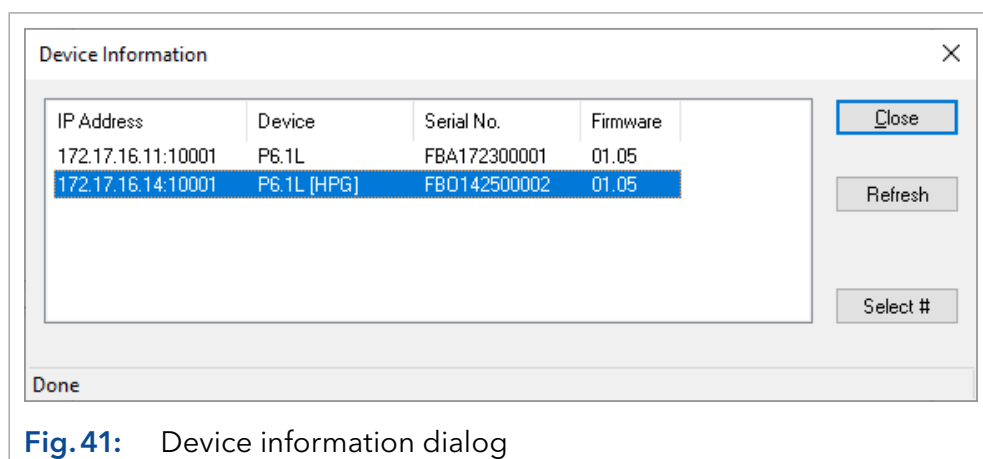 Device Information
IP Address Device Serial No. Firmware
172.17.16.11:10001 P6.1L FBA172300001 01.05
172.17.16.14:10001 P6.1L [HPG] FBO142500002 01.05
Close
Refresh
Select #
Done
Fig. 41: Device information dialog